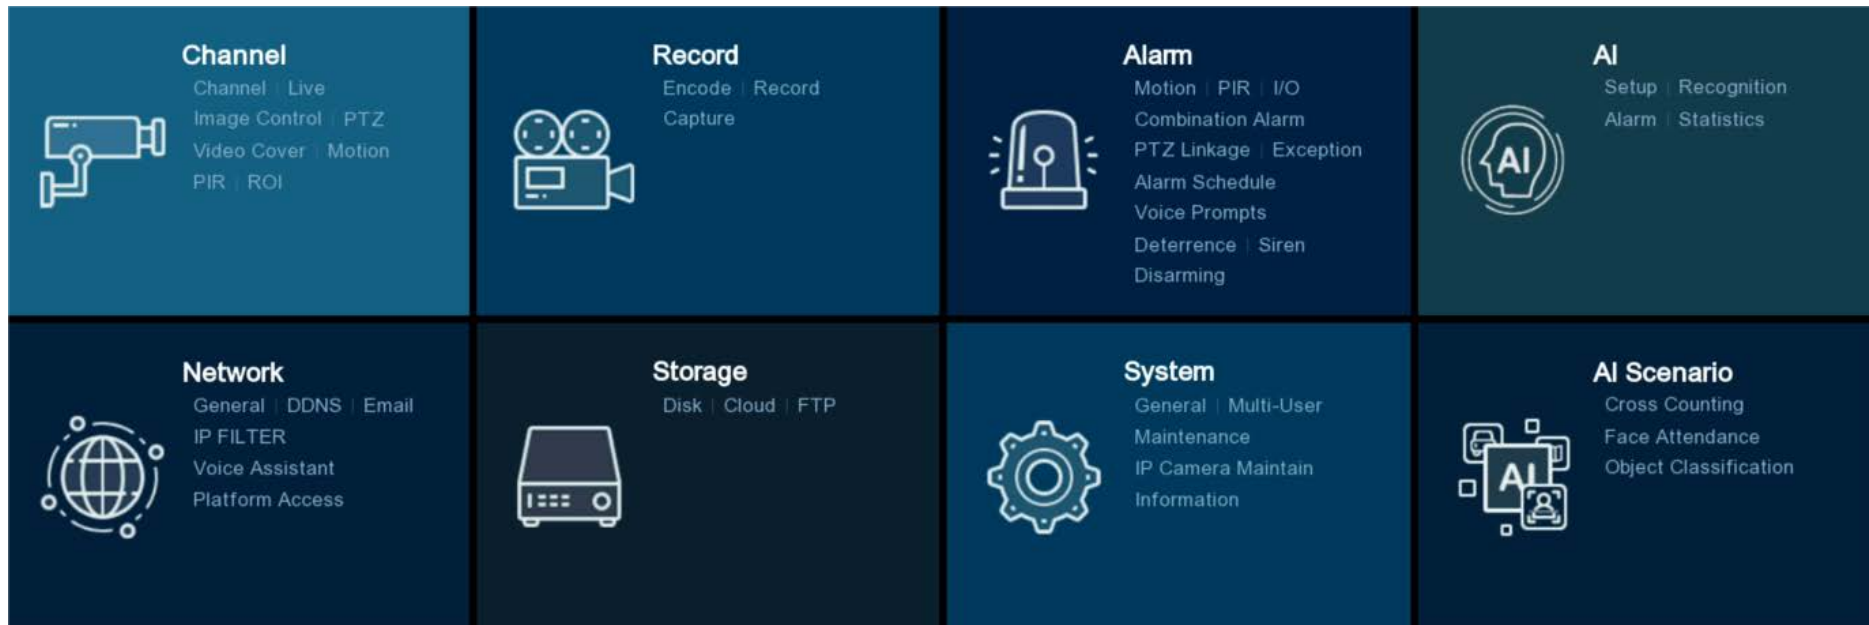 Channel
Channel | Live
Image Control | PTZ
Video Cover | Motion
PIR | ROI
Record
Encode | Record
Capture
Alarm
Motion | PIR | I/O
Combination Alarm
PTZ Linkage | Exception
Alarm Schedule
Voice Prompts
Deterrence | Siren
Disarming
AI
Setup | Recognition
Alarm | Statistics
AI
Network
General | DDNS | Email
IP FILTER
Voice Assistant
Platform Access
Storage
Disk | Cloud | FTP
System
General | Multi-User
Maintenance
IP Camera Maintain
Information
AI Scenario
Cross Counting
Face Attendance
Object Classification
AI